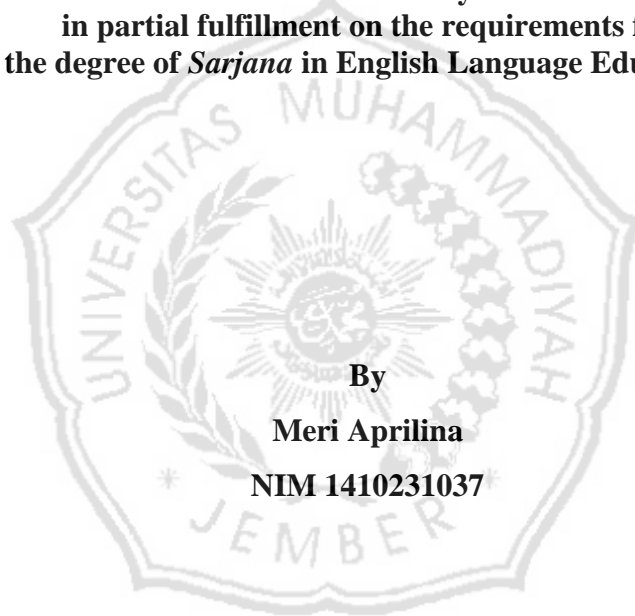 in partial fulfillment on the requirements
the degree of Sarjana in English Language Edu
UNIVERSITAS MUHAMMADIYAH
By
Meri Aprilina
NIM 1410231037
* JEMBER *